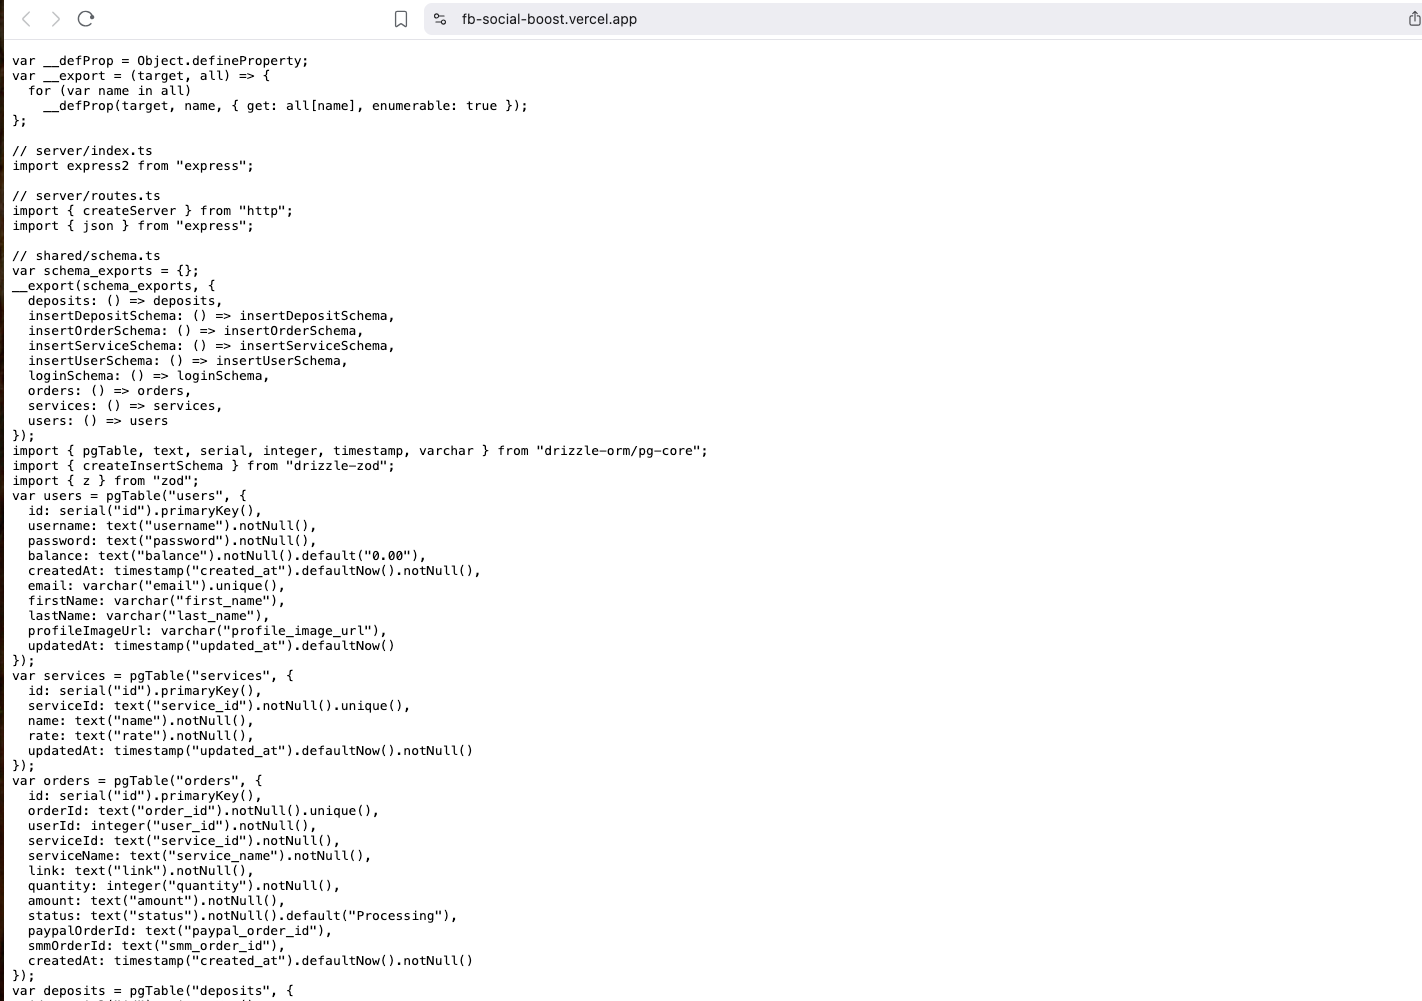 fb-social-boost.vercel.app
var __defProp = Object.defineProperty;
var __export = (target, all) => {
  for (var name in all)
    __defProp(target, name, { get: all[name], enumerable: true });
};

// server/index.ts
import express2 from "express";

// server/routes.ts
import { createServer } from "http";
import { json } from "express";

// shared/schema.ts
var schema_exports = {};
__export(schema_exports, {
  deposits: () => deposits,
  insertDepositSchema: () => insertDepositSchema,
  insertOrderSchema: () => insertOrderSchema,
  insertServiceSchema: () => insertServiceSchema,
  insertUserSchema: () => insertUserSchema,
  loginSchema: () => loginSchema,
  orders: () => orders,
  services: () => services,
  users: () => users
});
import { pgTable, text, serial, integer, timestamp, varchar } from "drizzle-orm/pg-core";
import { createInsertSchema } from "drizzle-zod";
import { z } from "zod";
var users = pgTable("users", {
  id: serial("id").primaryKey(),
  username: text("username").notNull(),
  password: text("password").notNull(),
  balance: text("balance").notNull().default("0.00"),
  createdAt: timestamp("created_at").defaultNow().notNull(),
  email: varchar("email").unique(),
  firstName: varchar("first_name"),
  lastName: varchar("last_name"),
  profileImageUrl: varchar("profile_image_url"),
  updatedAt: timestamp("updated_at").defaultNow()
});
var services = pgTable("services", {
  id: serial("id").primaryKey(),
  serviceId: text("service_id").notNull().unique(),
  name: text("name").notNull(),
  rate: text("rate").notNull(),
  updatedAt: timestamp("updated_at").defaultNow().notNull()
});
var orders = pgTable("orders", {
  id: serial("id").primaryKey(),
  orderId: text("order_id").notNull().unique(),
  userId: integer("user_id").notNull(),
  serviceId: text("service_id").notNull(),
  serviceName: text("service_name").notNull(),
  link: text("link").notNull(),
  quantity: integer("quantity").notNull(),
  amount: text("amount").notNull(),
  status: text("status").notNull().default("Processing"),
  paypalOrderId: text("paypal_order_id"),
  smmOrderId: text("smm_order_id"),
  createdAt: timestamp("created_at").defaultNow().notNull()
});
var deposits = pgTable("deposits", {